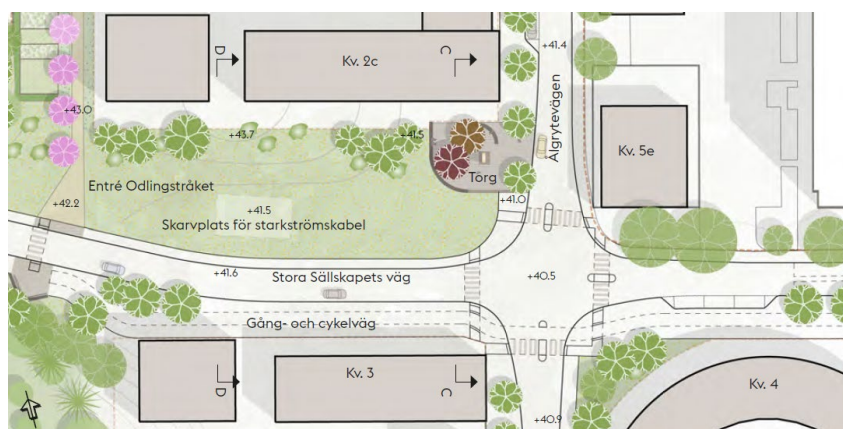 +41.4
D
Kv. 2c
C
Älgrytevägen
+43.0
+43.7
+41.5
Kv. 5e
Torg
Entré Odlingstråket
+41.0
+42.2
+41.5
Skarvplats för starkströmskabel
+41.6
Stora Sällskapets väg
+40.5
Gång- och cykelväg
Kv. 3
D
C
Kv. 4
+40.9